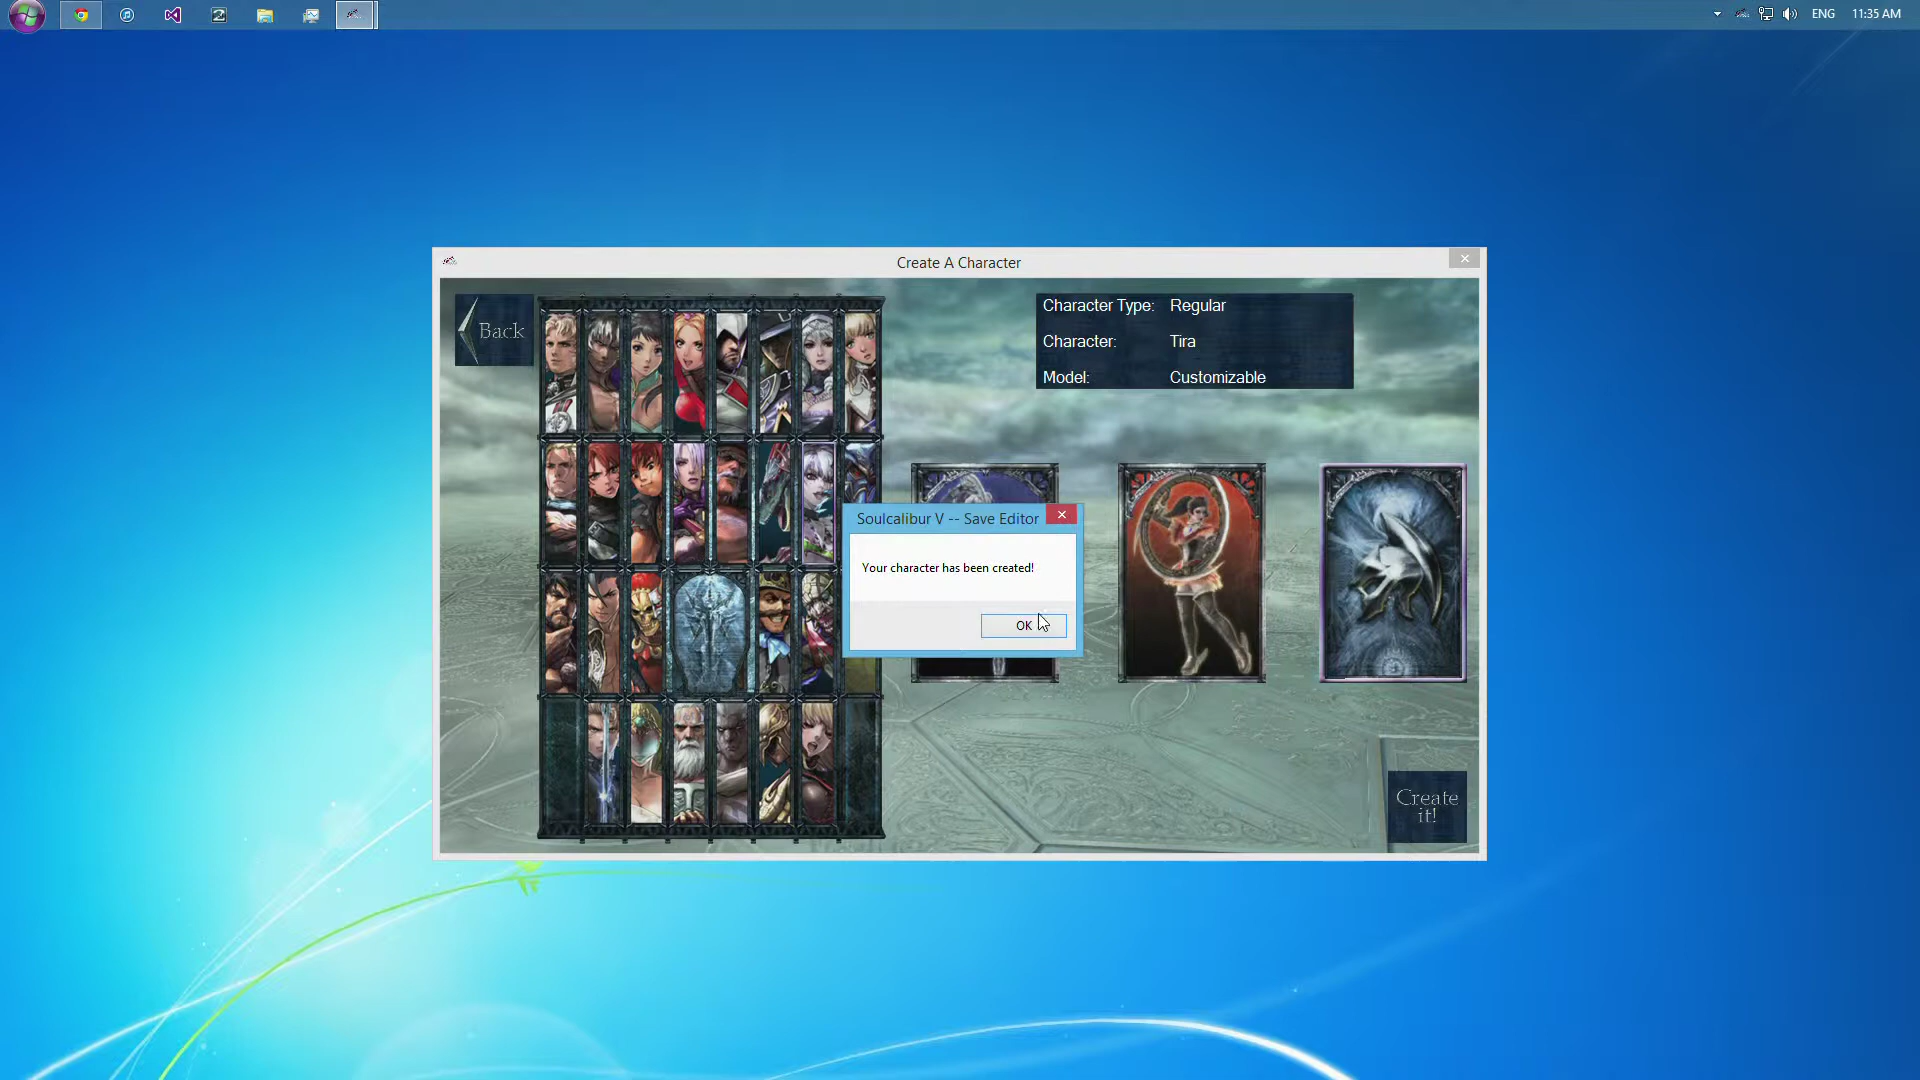 ENG 11:35 AM
Create A Character
Back
Character Type: Regular
Character: Tira
Model: Customizable
Soulcalibur V -- Save Editor
Your character has been created!
OK
Create
it!